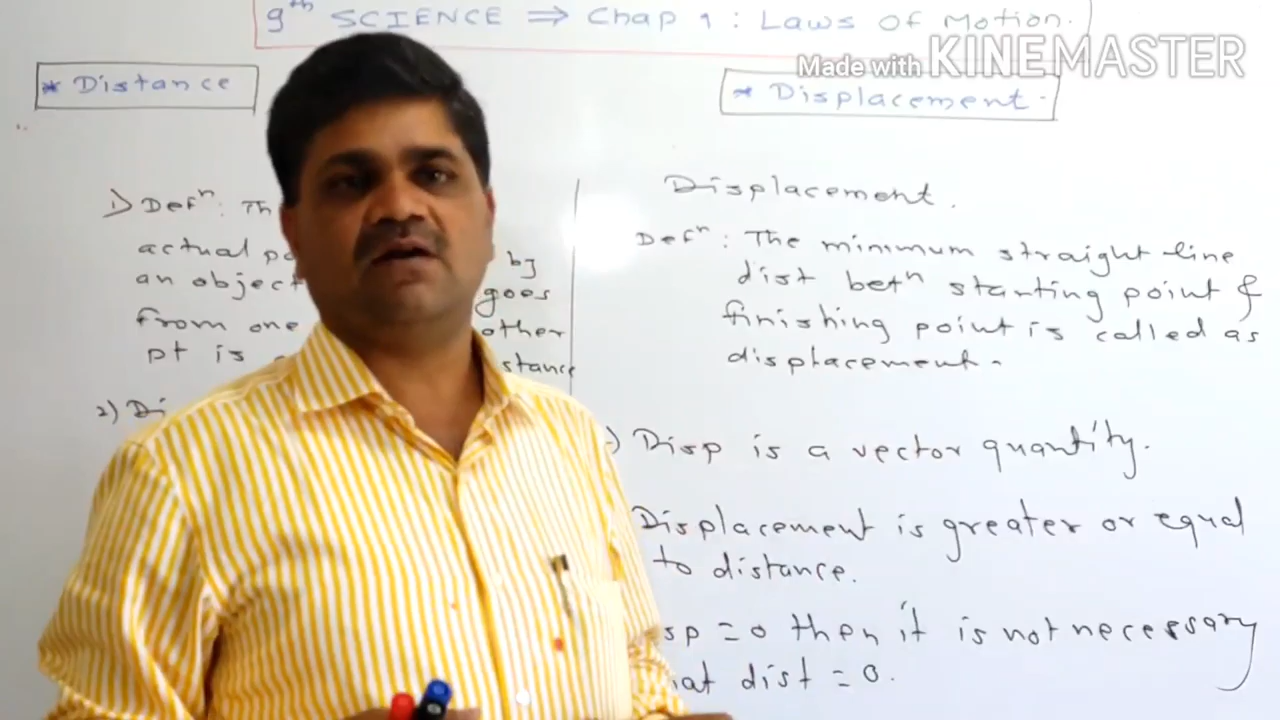 9th SCIENCE ⇒ Chap 1 : Laws of Motion.
Made with KINEMASTER
* Distance
* Displacement.
1) Defn : Th
actual pa by
an object goes
from one other
pt is stance
2) Di
Displacement.
Defn : The minimum straight line
dist betn starting point &
finishing point is called as
displacement.
) Disp is a vector quantity.
Displacement is greater or equal
to distance.
sp = 0 then it is not necessary
hat dist = 0.